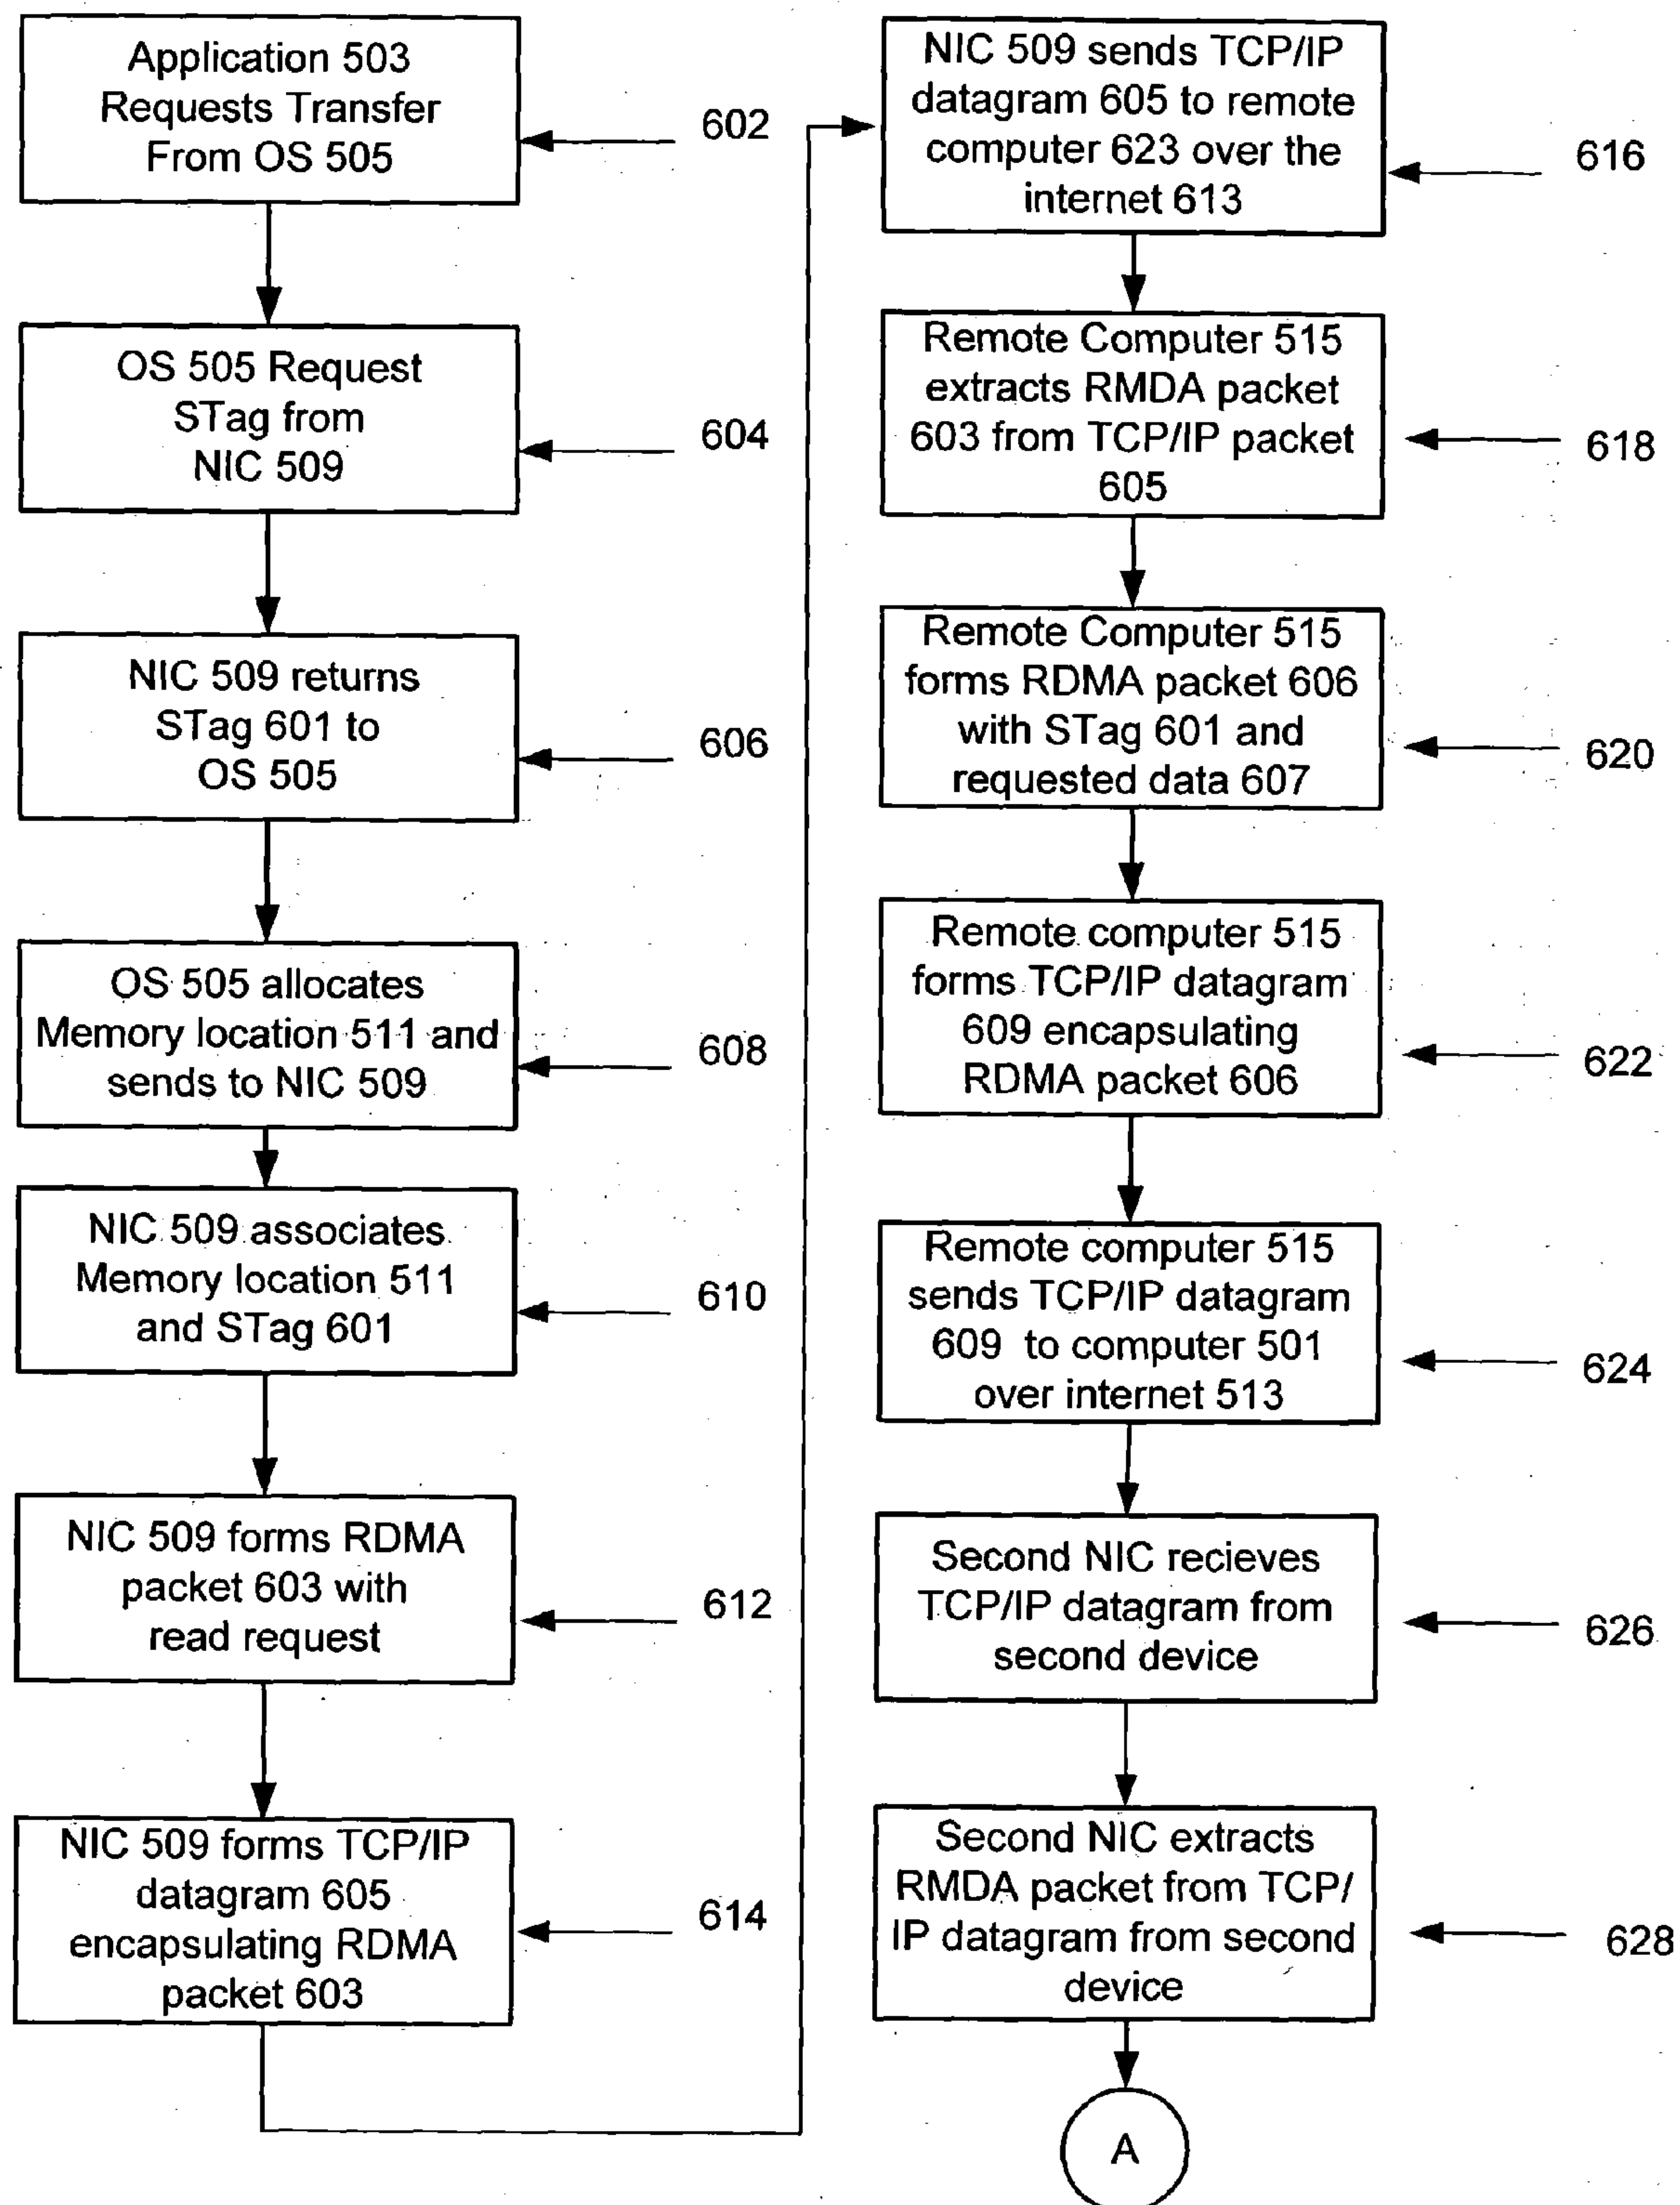 Application 503
Requests Transfer
From OS 505
602
OS 505 Request
STag from
NIC 509
604
NIC 509 returns
STag 601 to
OS 505
606
OS 505 allocates
Memory location 511 and
sends to NIC 509
608
NIC 509 associates
Memory location 511
and STag 601
610
NIC 509 forms RDMA
packet 603 with
read request
612
NIC 509 forms TCP/IP
datagram 605
encapsulating RDMA
packet 603
614
NIC 509 sends TCP/IP
datagram 605 to remote
computer 623 over the
internet 613
616
Remote Computer 515
extracts RMDA packet
603 from TCP/IP packet
605
618
Remote Computer 515
forms RDMA packet 606
with STag 601 and
requested data 607
620
Remote computer 515
forms TCP/IP datagram
609 encapsulating
RDMA packet 606
622
Remote computer 515
sends TCP/IP datagram
609 to computer 501
over internet 513
624
Second NIC recieves
TCP/IP datagram from
second device
626
Second NIC extracts
RMDA packet from TCP/
IP datagram from second
device
628
A